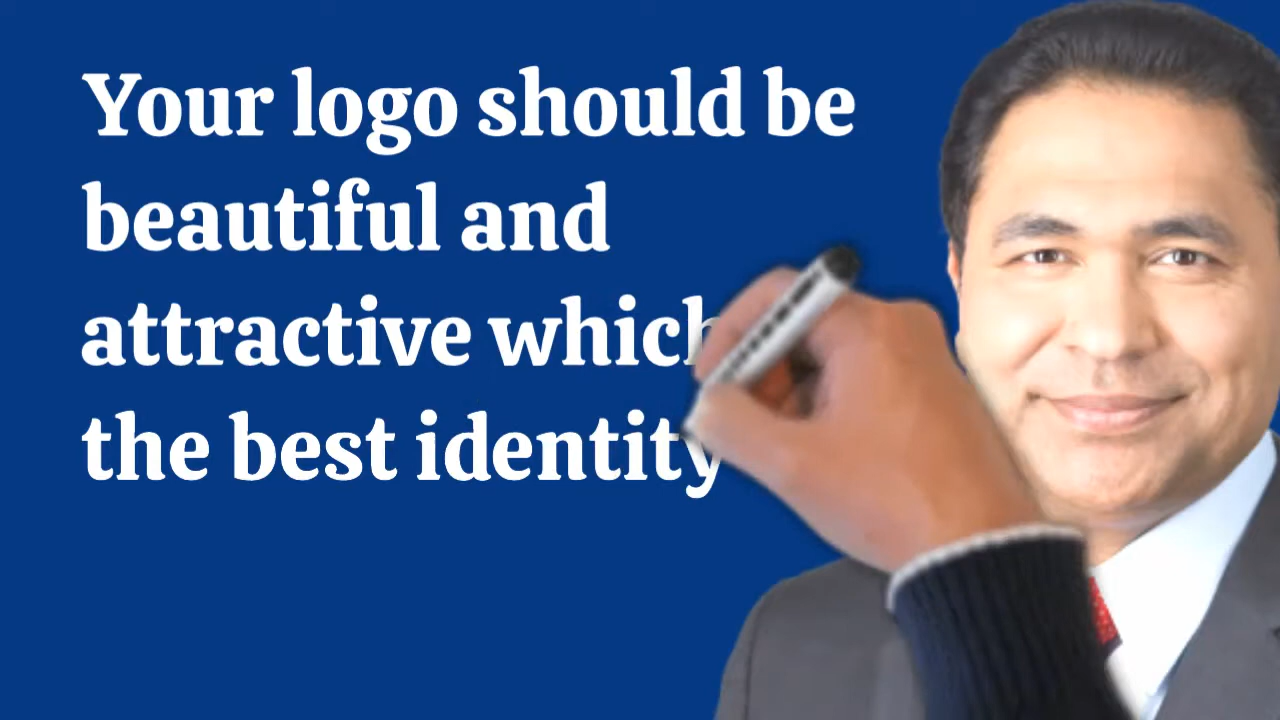 Your logo should be
beautiful and
attractive which
the best identity